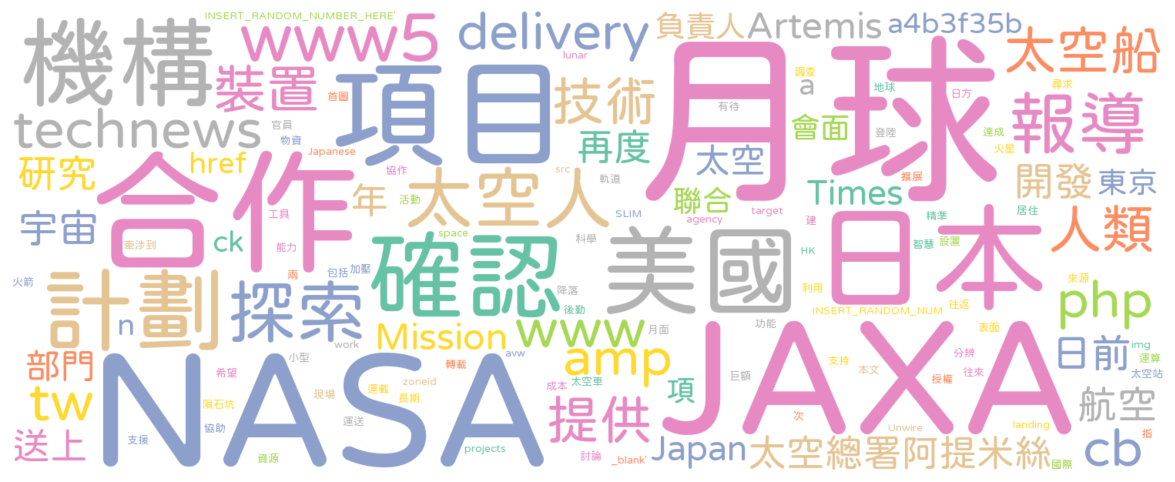 INSERT_RANDOM_NUMBER_HERE'
機構
www5
delivery
負責人
Artemis
a4b3f35b
太空船
lunar
裝置
首圖
項目
技術
月球
調查
a
地球
日方
尋求
報導
technews
官員
物資
有待
會面
登陸
達成
火星
研究
href
Japanese
合作
協作
再度
太空
擴展
src
軌道
年
活動
太空人
聯合
Times
開發
東京
工具
SLIM
agency
target
建
精準
居住
人類
宇宙
牽涉到
ck
能力
space
科學
確認
美國
日本
HK
智慧
設置
火箭
計劃
兩
包括
加壓
降落
來源
n
探索
後勤
利用
往返
php
INSERT_RANDOM_NUM
Mission
www
月面
功能
表面
work
avw
日前
img
部門
小型
轉載
amp
支持
分辨
運算
希望
zoneid
太空車
巨額
本文
往來
太空站
tw
NASA
隕石坑
現場
運載
長期
成本
項
JAXA
授權
航空
協助
運送
提供
次
送上
支援
projects
Unwire
landing
指
資源
討論
_blank'
Japan
太空總署
阿提米絲
國際
cb